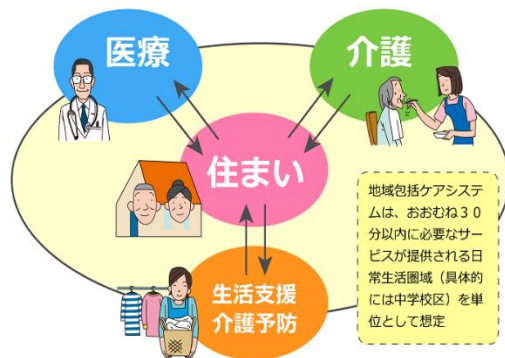 医療
介護
住まい
生活支援
介護予防
地域包括ケアシステ
ムは、おおむね３０
分以内に必要なサー
ビスが提供される日
常生活圏域（具体的
には中学校区）を単
位として想定